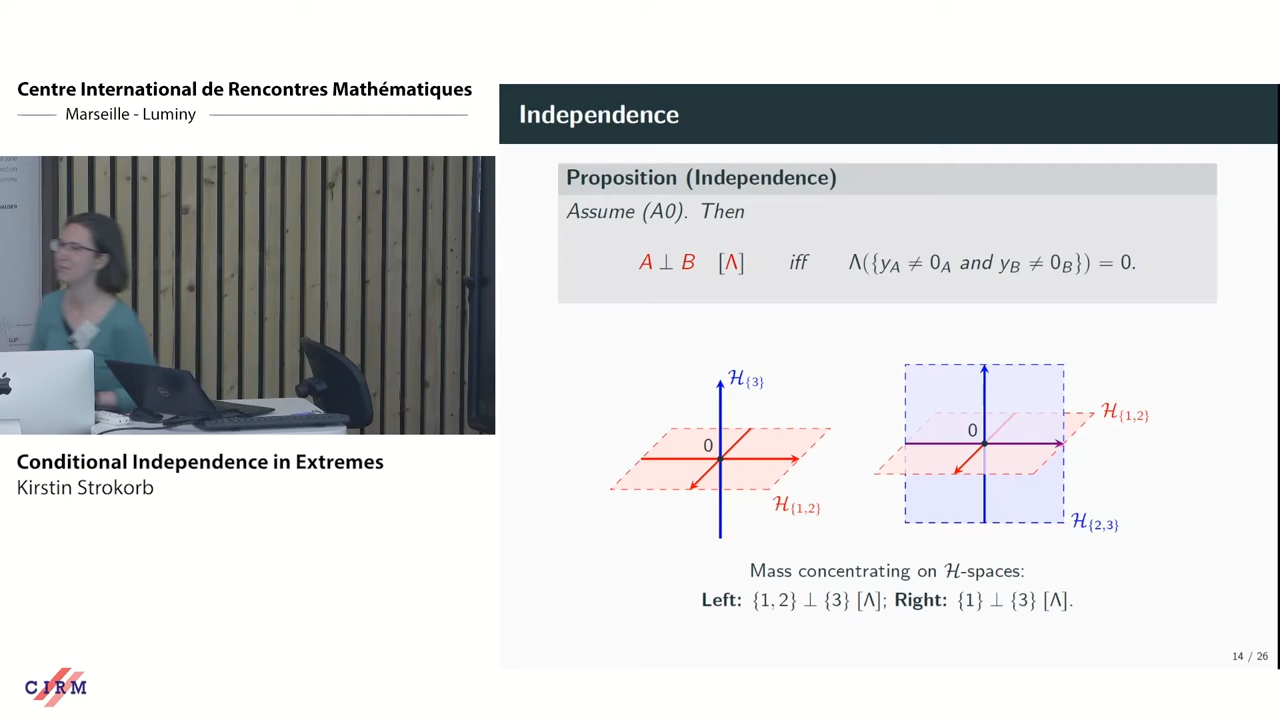 Centre International de Rencontres Mathématiques
Marseille - Luminy
Conditional Independence in Extremes
Kirstin Strokorb
CIRM
Independence
Proposition (Independence)
Assume (A0). Then
A ⊥ B [Λ] iff Λ({y_A ≠ 0_A and y_B ≠ 0_B}) = 0.
ℋ_{3}
0
ℋ_{1,2}
0
ℋ_{1,2}
ℋ_{2,3}
Mass concentrating on ℋ-spaces:
Left: {1, 2} ⊥ {3} [Λ]; Right: {1} ⊥ {3} [Λ].
14 / 26